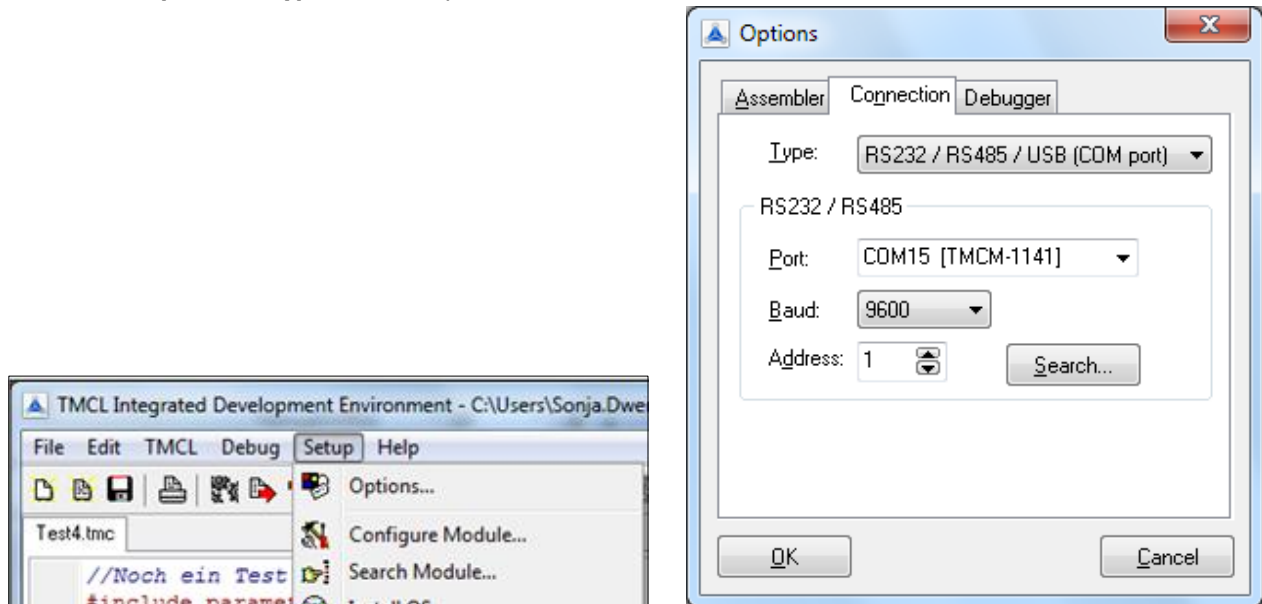 TMCL Integrated Development Environment - C:\Users\Sonja.Dwe
File Edit TMCL Debug Setup Help
Options...
Test4.tmc
Configure Module...
//Noch ein Test
Search Module...
#include
Options
Assembler Connection Debugger
Type: RS232 / RS485 / USB (COM port)
RS232 / RS485
Port: COM15 [TMCM-1141]
Baud: 9600
Address: 1 Search...
OK Cancel